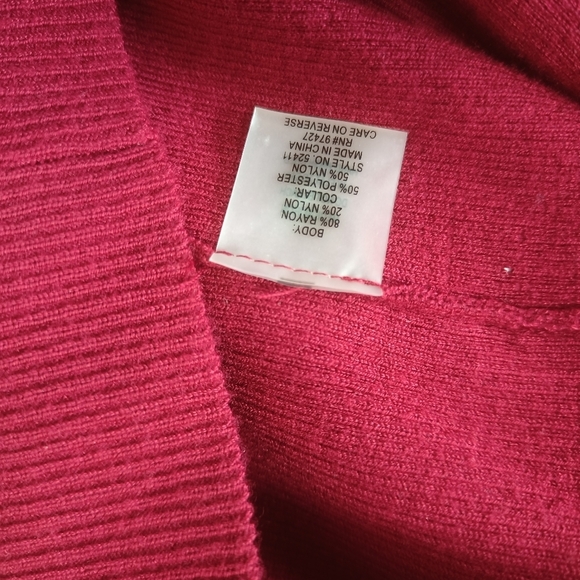 BODY:
80% RAYON
20% NYLON
COLLAR:
50% POLYESTER
50% NYLON
STYLE NO. 52411
MADE IN CHINA
RN# 97427
CARE ON REVERSE